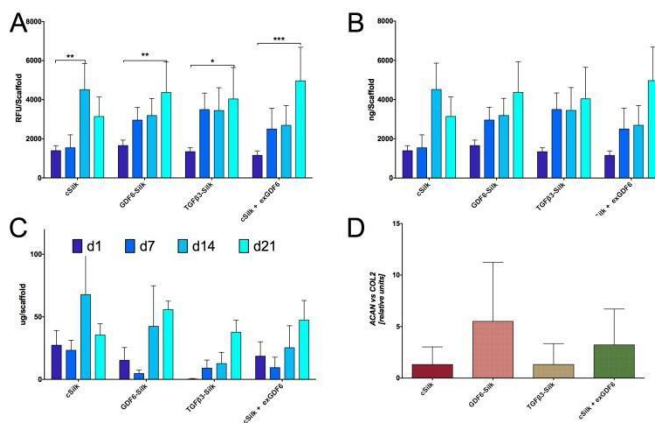 A
RFU/Scaffold
8000
6000
4000
2000
0
**
**
*
***
cSilk
GDF6-Silk
TGFβ3-Silk
cSilk + exGDF6
B
ng/Scaffold
8000
6000
4000
2000
0
cSilk
GDF6-Silk
TGFβ3-Silk
Silk + exGDF6
C
d1
d7
d14
d21
ug/scaffold
100
50
0
cSilk
GDF6-Silk
TGFβ3-Silk
cSilk + exGDF6
D
ACAN vs COL2
[relative units]
15
10
5
0
cSilk
GDF6-Silk
TGFβ3-Silk
cSilk + exGDF6